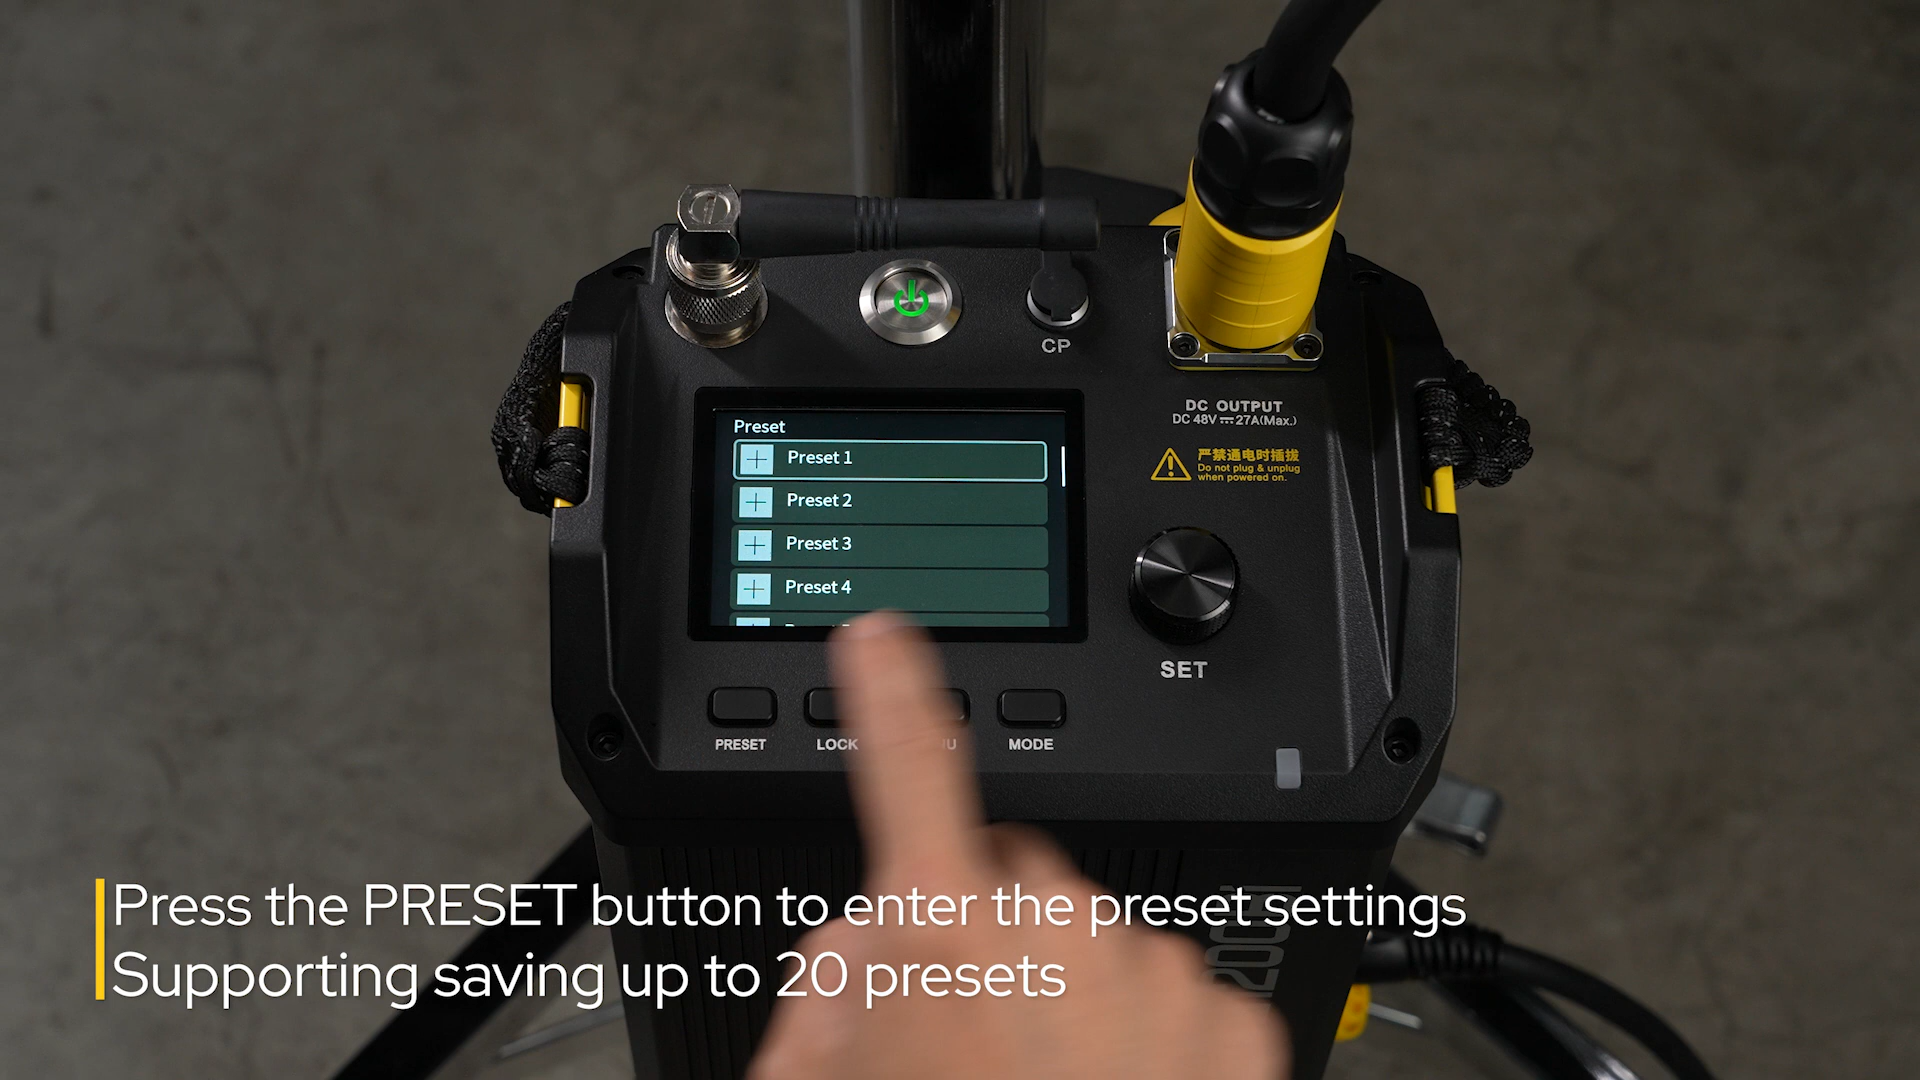 CP
DC OUTPUT
DC 48V ⎓ 27A(Max.)
严禁通电时插拔
Do not plug & unplug
when powered on.
Preset
Preset 1
Preset 2
Preset 3
Preset 4
SET
PRESET
LOCK
MODE
Press the PRESET button to enter the preset settings
Supporting saving up to 20 presets